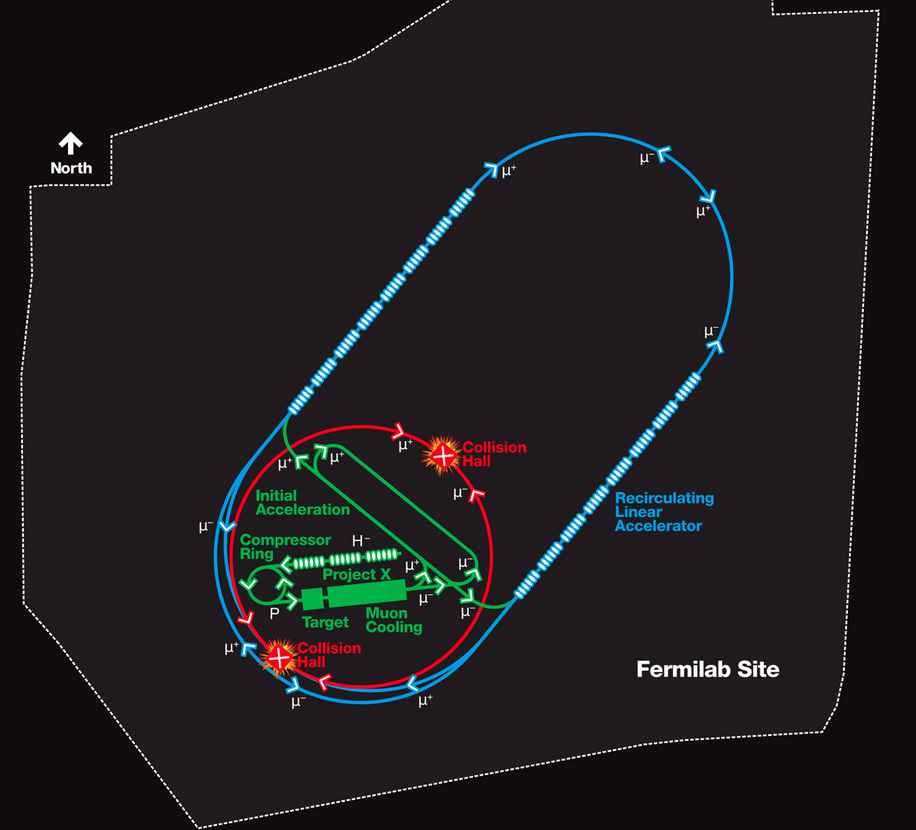 North
μ⁺
μ⁻
μ⁺
μ⁻
μ⁺
Collision
Hall
μ⁺
μ⁺
μ⁻
Initial
Acceleration
Recirculating
Linear
Accelerator
μ⁻
Compressor
Ring
H⁻
μ⁺
μ⁻
Project X
μ⁻
P
Target
Muon
Cooling
μ⁻
μ⁺
Collision
Hall
Fermilab Site
μ⁻
μ⁺